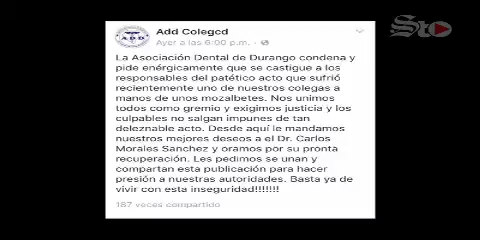 Sto
ADD
Add Colegcd
Ayer a las 6:00 p.m. ·
La Asociación Dental de Durango condena y
pide enérgicamente que se castigue a los
responsables del patético acto que sufrió
recientemente uno de nuestros colegas a
manos de unos mozalbetes. Nos unimos
todos como gremio y exigimos justicia y los
culpables no salgan impunes de tan
deleznable acto. Desde aquí le mandamos
nuestros mejores deseos a el Dr. Carlos
Morales Sanchez y oramos por su pronta
recuperación. Les pedimos se unan y
compartan esta publicación para hacer
presión a nuestras autoridades. Basta ya de
vivir con esta inseguridad!!!!!!!
187 veces compartido